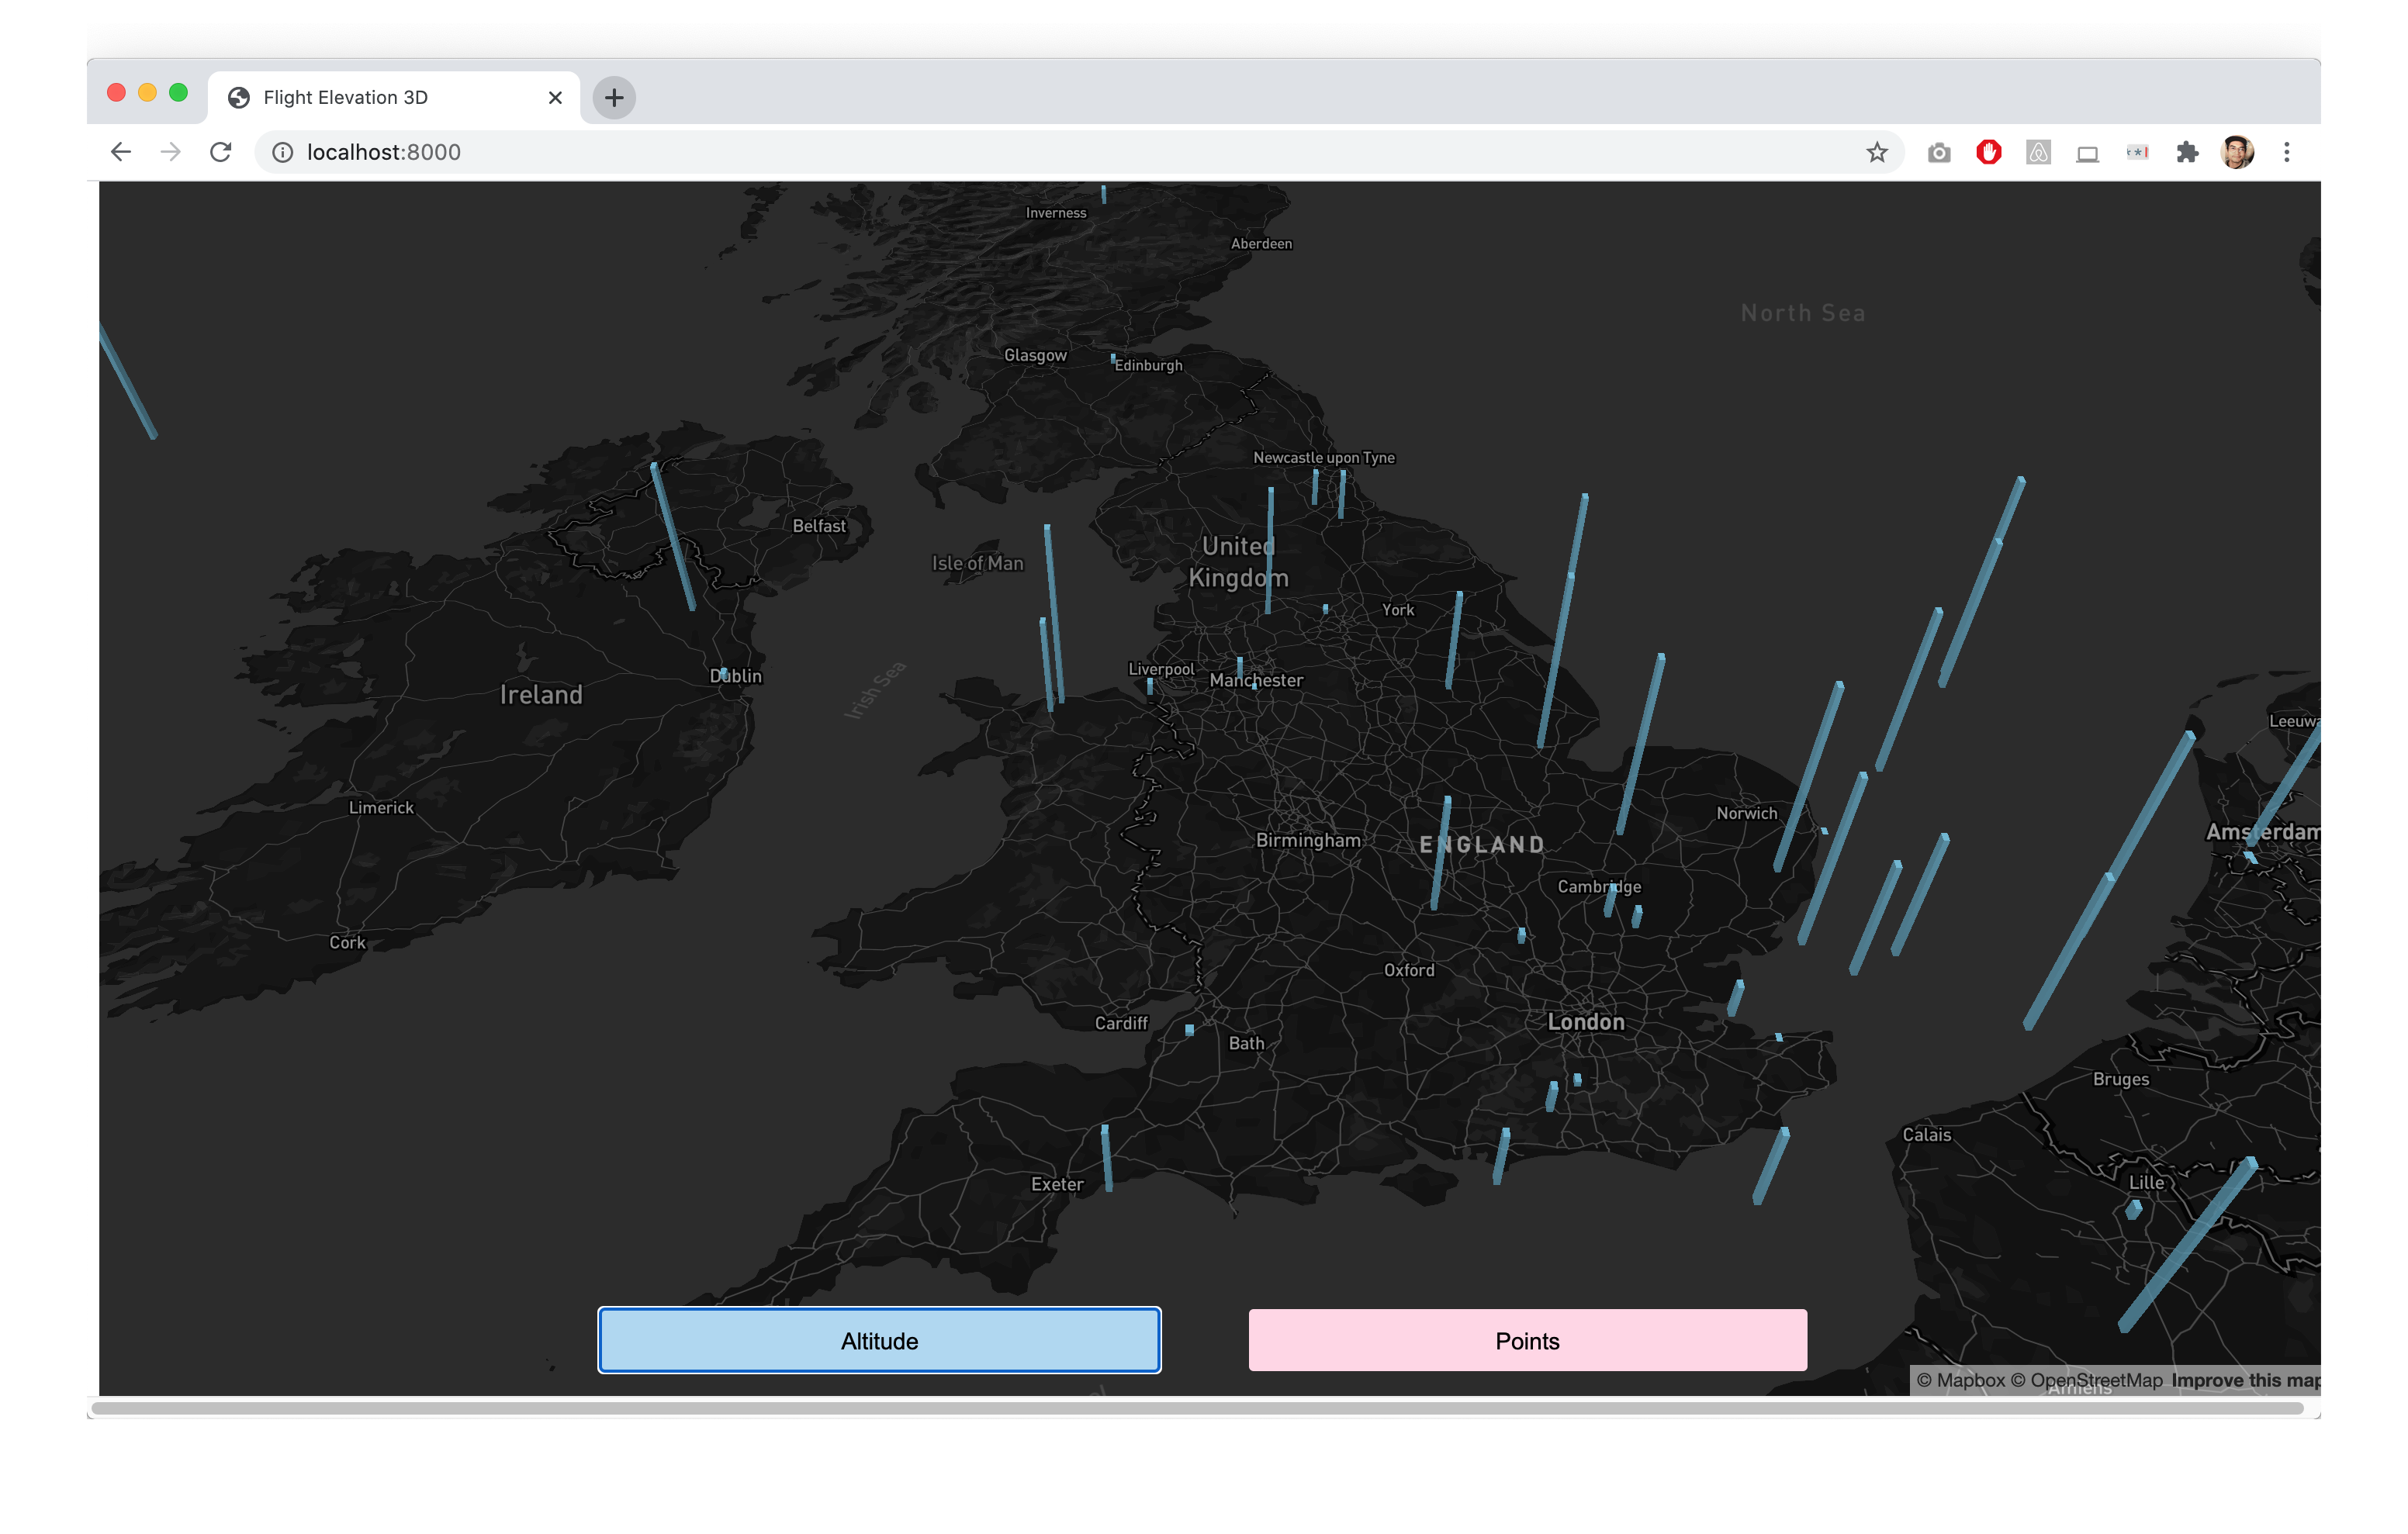 Flight Elevation 3D
localhost:8000
Inverness
Aberdeen
North Sea
Glasgow
Edinburgh
Newcastle upon Tyne
Belfast
Isle of Man
United
Kingdom
York
Liverpool
Manchester
Dublin
Ireland
Irish Sea
Leeuwa
Limerick
Norwich
Birmingham
ENGLAND
Amsterdam
Cambridge
Cork
Oxford
Cardiff
London
Bath
Bruges
Calais
Exeter
Lille
Altitude
Points
© Mapbox © OpenStreetMap Improve this map
Amiens